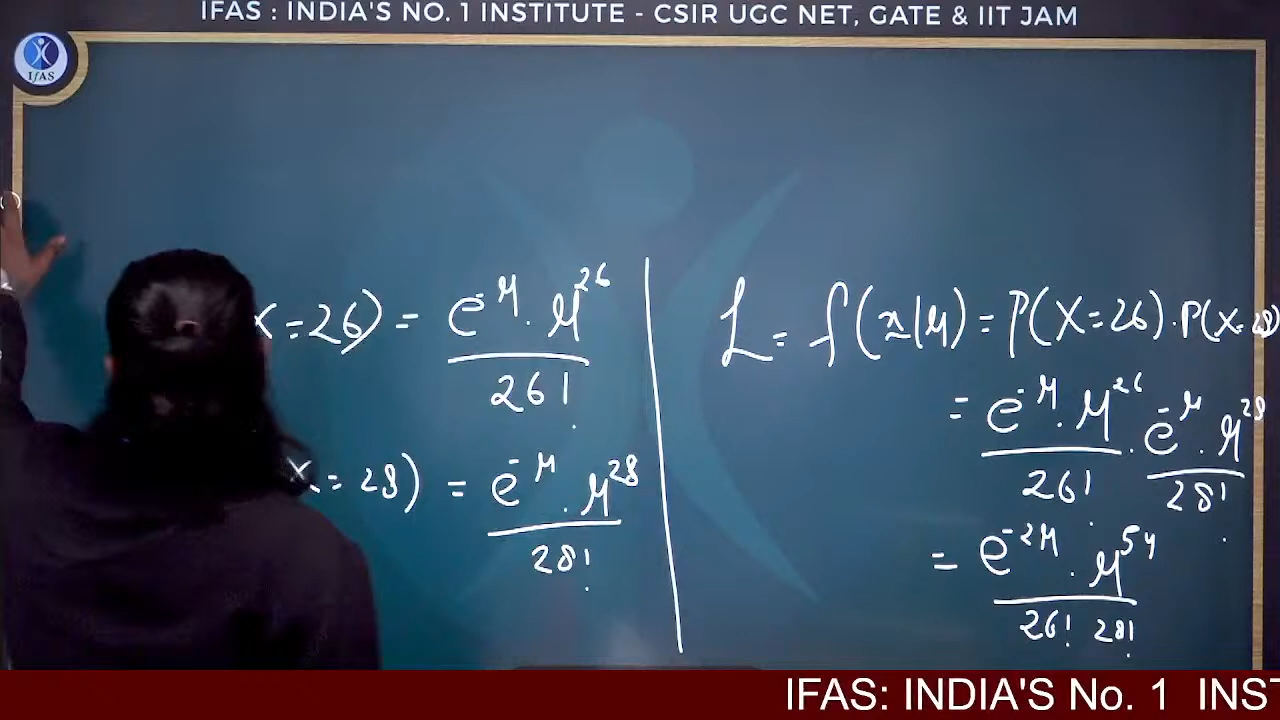 IFAS : INDIA'S NO. 1 INSTITUTE - CSIR UGC NET, GATE & IIT JAM
IFAS
X = 26) = e^-μ . μ^26 / 26!
X = 28) = e^-μ . μ^28 / 28!
L = f(x|μ) = P(X = 26) . P(X = 28)
= e^-μ . μ^26 / 26! . e^-μ . μ^28 / 28!
= e^-2μ . μ^54 / 26! 28!
IFAS: INDIA'S No. 1 INST